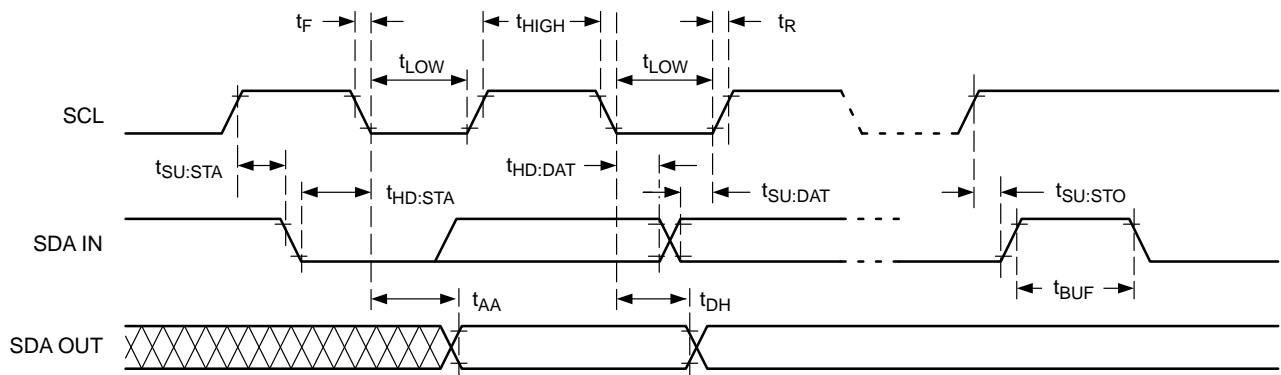 tF
tHIGH
tR
tLOW
tLOW
SCL
tSU:STA
tHD:STA
tHD:DAT
tSU:DAT
tSU:STO
SDA IN
tAA
tDH
tBUF
SDA OUT